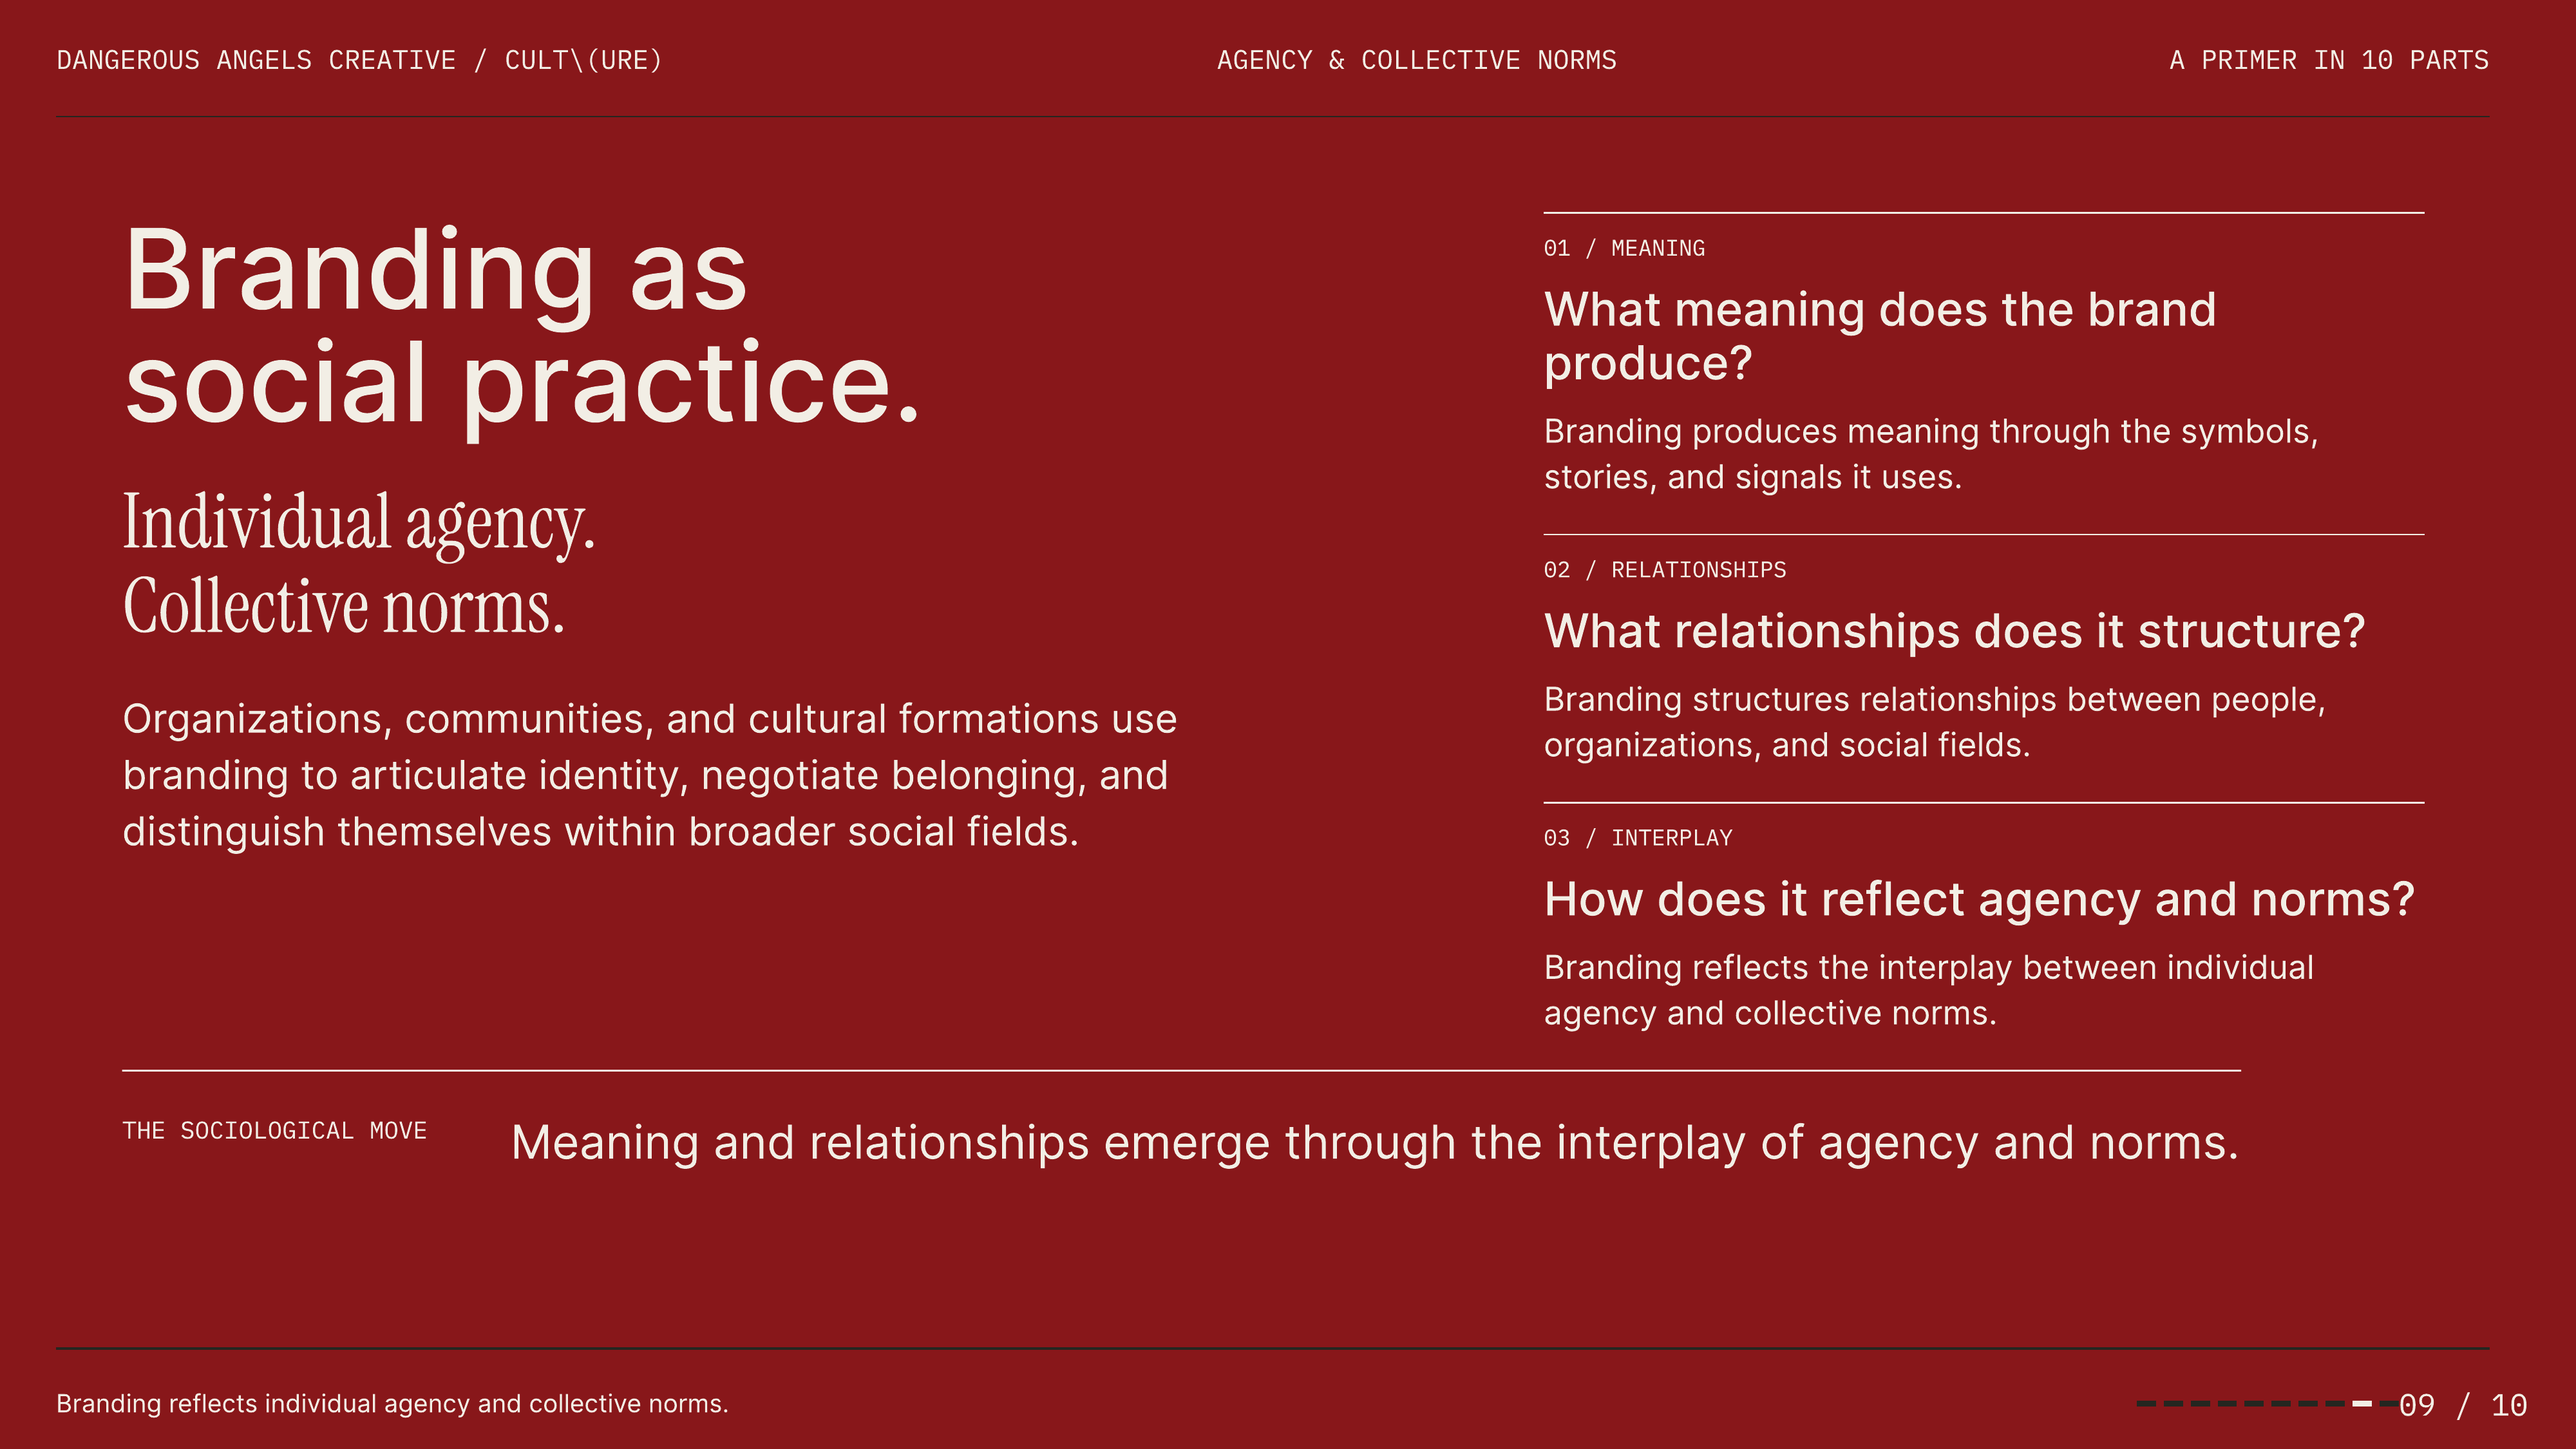 DANGEROUS ANGELS CREATIVE / CULT\(URE)
AGENCY & COLLECTIVE NORMS
A PRIMER IN 10 PARTS
Branding as
social practice.
Individual agency.
Collective norms.
Organizations, communities, and cultural formations use
branding to articulate identity, negotiate belonging, and
distinguish themselves within broader social fields.
01 / MEANING
What meaning does the brand
produce?
Branding produces meaning through the symbols,
stories, and signals it uses.
02 / RELATIONSHIPS
What relationships does it structure?
Branding structures relationships between people,
organizations, and social fields.
03 / INTERPLAY
How does it reflect agency and norms?
Branding reflects the interplay between individual
agency and collective norms.
THE SOCIOLOGICAL MOVE
Meaning and relationships emerge through the interplay of agency and norms.
Branding reflects individual agency and collective norms.
09 / 10